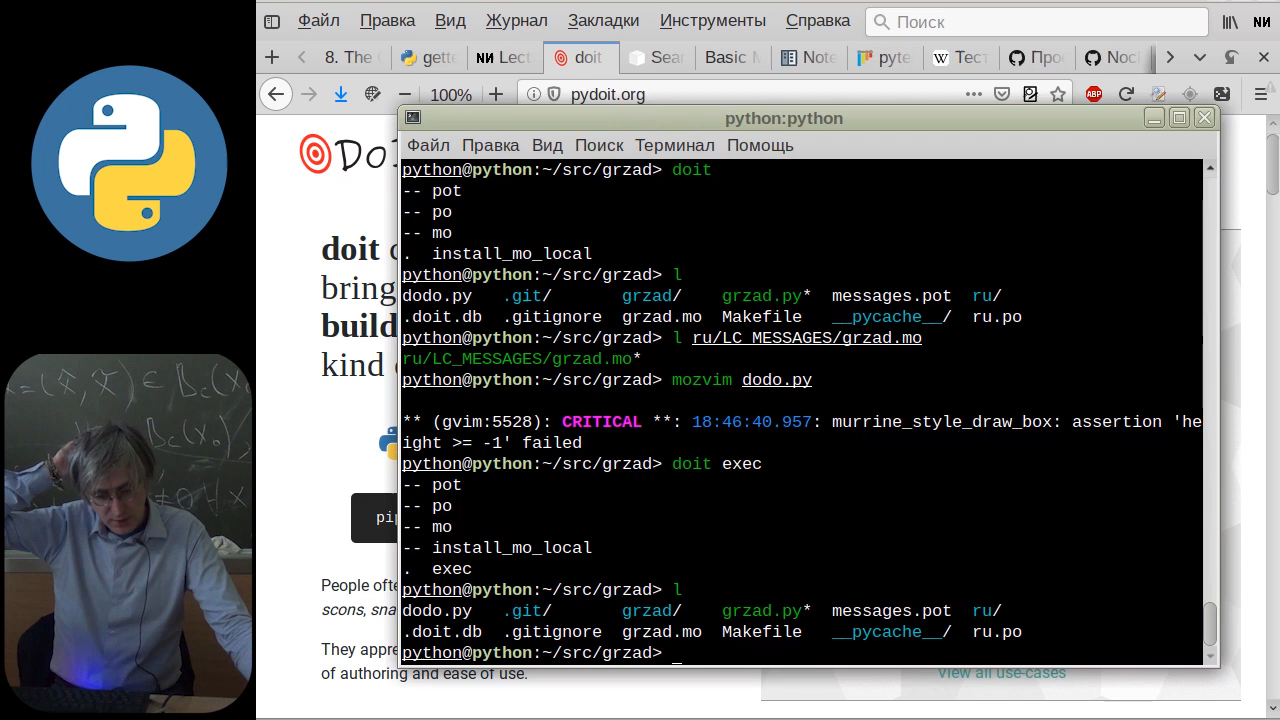 Файл Правка Вид Журнал Закладки Инструменты Справка Поиск
8. The gette Lect doit Sear Basic Note pyte Тест Про Noc
100% pydoit.org ABP
python:python
Файл Правка Вид Поиск Терминал Помощь
python@python:~/src/grzad> doit
-- pot
-- po
-- mo
.  install_mo_local
python@python:~/src/grzad> l
dodo.py .git/ grzad/ grzad.py* messages.pot ru/
.doit.db .gitignore grzad.mo Makefile __pycache__/ ru.po
python@python:~/src/grzad> l ru/LC_MESSAGES/grzad.mo
ru/LC_MESSAGES/grzad.mo*
python@python:~/src/grzad> mozvim dodo.py
** (gvim:5528): CRITICAL **: 18:46:40.957: murrine_style_draw_box: assertion 'he
ight >= -1' failed
python@python:~/src/grzad> doit exec
-- pot
-- po
-- mo
-- install_mo_local
.  exec
python@python:~/src/grzad> l
dodo.py .git/ grzad/ grzad.py* messages.pot ru/
.doit.db .gitignore grzad.mo Makefile __pycache__/ ru.po
python@python:~/src/grzad>
DoI
doit
bring
build
kind
pip
People ofte
scons, sna
They appre
of authoring and ease of use.
View all use-cases